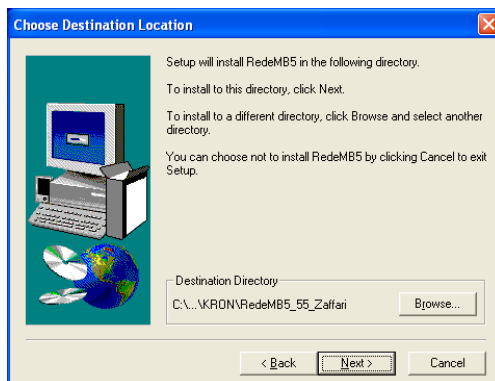 Choose Destination Location
Setup will install RedeMB5 in the following directory.
To install to this directory, click Next.
To install to a different directory, click Browse and select another
directory.
You can choose not to install RedeMB5 by clicking Cancel to exit
Setup.
Destination Directory
C:\...\KRON\RedeMB5_55_Zaffari
Browse...
< Back
Next >
Cancel